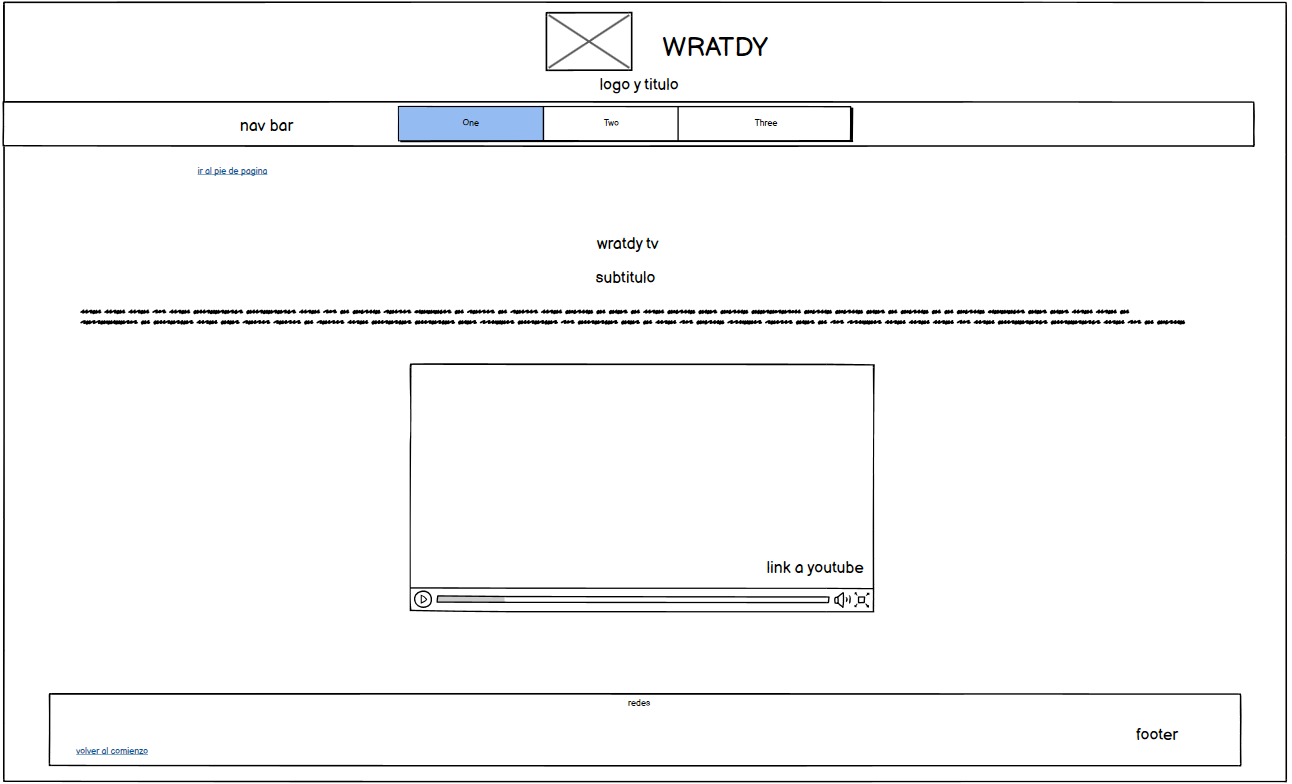 WRATDY
logo y titulo
nav bar
One
Two
Three
ir al pie de pagina
wratdy tv
subtitulo
link a youtube
redes
footer
volver al comienzo